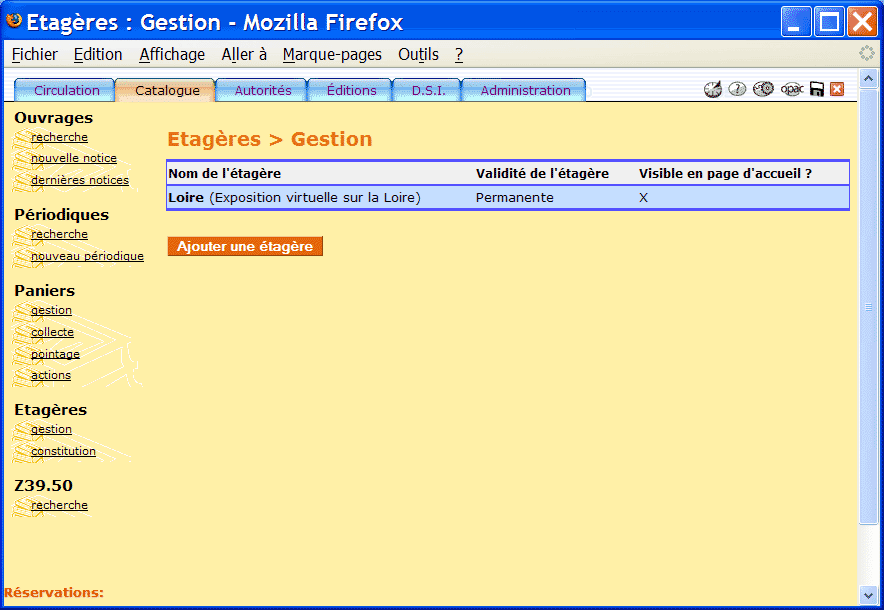 Etagères : Gestion - Mozilla Firefox
Fichier Edition Affichage Aller à Marque-pages Outils ?
Circulation Catalogue Autorités Éditions D.S.I. Administration ? opac
Ouvrages
recherche
nouvelle notice
dernières notices
Périodiques
recherche
nouveau périodique
Paniers
gestion
collecte
pointage
actions
Etagères
gestion
constitution
Z39.50
recherche
Réservations:
Etagères > Gestion
Nom de l'étagère Validité de l'étagère Visible en page d'accueil ?
Loire (Exposition virtuelle sur la Loire) Permanente X
Ajouter une étagère